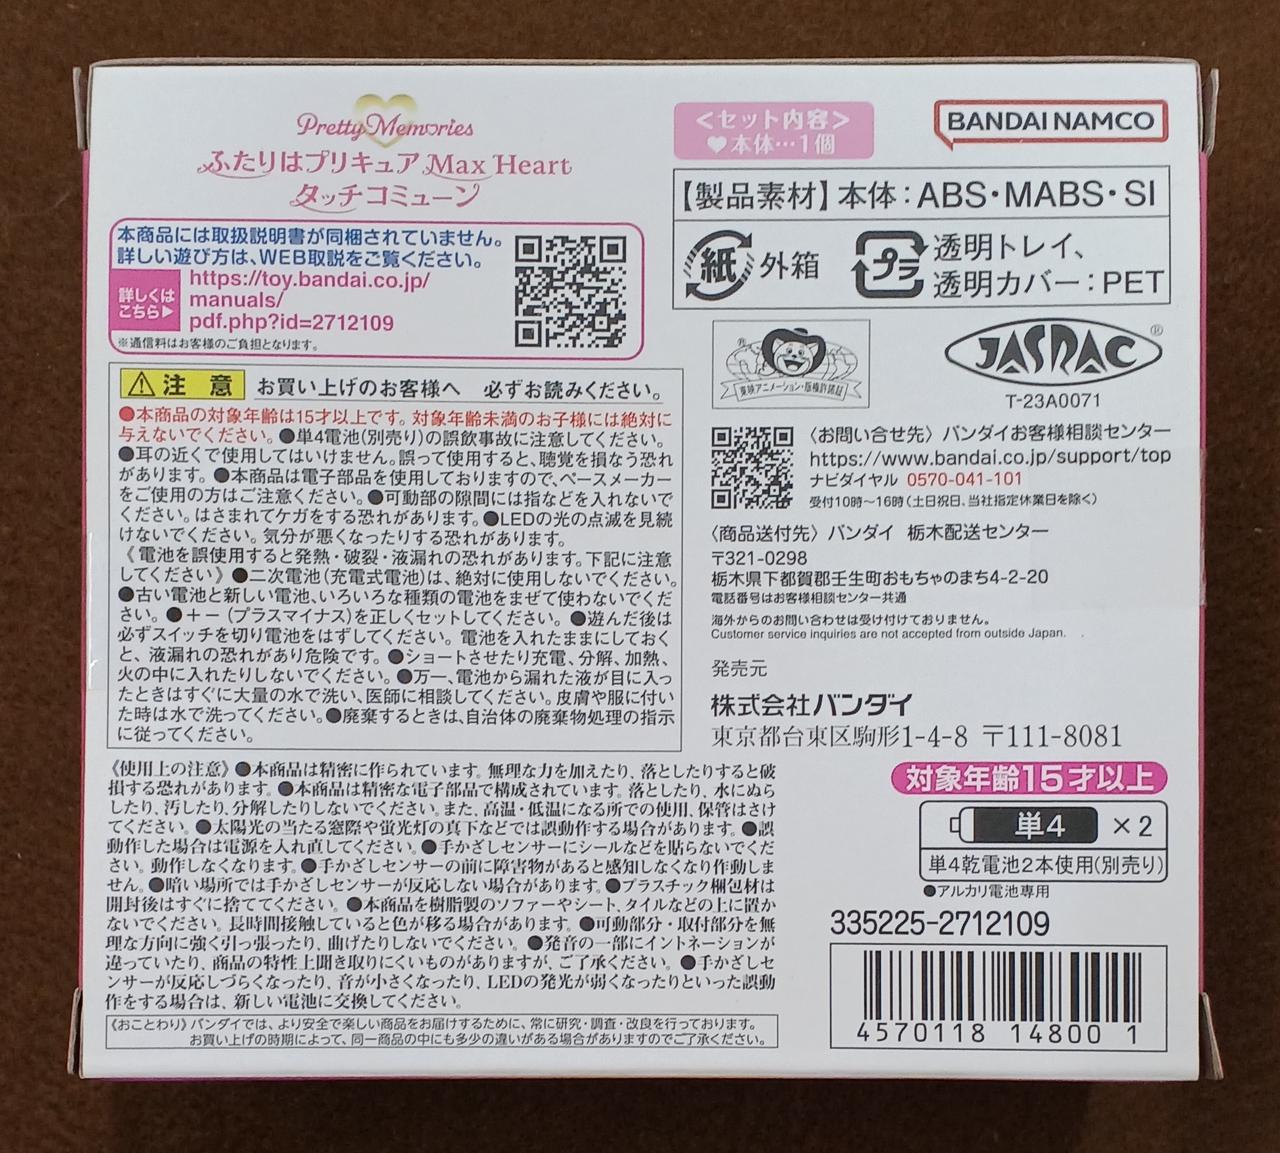 Pretty Memories
ふたりはプリキュア Max Heart
タッチコミューン
本商品には取扱説明書が同梱されていません。
詳しい遊び方は、WEB取説をご覧ください。
詳しくは
こちら▶
https://toy.bandai.co.jp/
manuals/
pdf.php?id=2712109
※通信料はお客様のご負担となります。
<セット内容>
♥本体…1個
BANDAI NAMCO
【製品素材】本体：ABS・MABS・SI
紙 外箱
プラ 透明トレイ、
透明カバー：PET
東映アニメーション・版権許諾証
JASRAC ®
T-23A0071
⚠注 意 お買い上げのお客様へ 必ずお読みください。
●本商品の対象年齢は15才以上です。対象年齢未満のお子様には絶対に
与えないでください。●単4電池(別売り)の誤飲事故に注意してください。
●耳の近くで使用してはいけません。誤って使用すると、聴覚を損なう恐れ
があります。●本商品は電子部品を使用しておりますので、ペースメーカー
をご使用の方はご注意ください。●可動部の隙間には指などを入れないで
ください。はさまれてケガをする恐れがあります。●LEDの光の点滅を見続
けないでください。気分が悪くなったりする恐れがあります。
《電池を誤使用すると発熱・破裂・液漏れの恐れがあります。下記に注意
してください》●二次電池(充電式電池)は、絶対に使用しないでください。
●古い電池と新しい電池、いろいろな種類の電池をまぜて使わないでくだ
さい。●＋－(プラスマイナス)を正しくセットしてください。●遊んだ後は
必ずスイッチを切り電池をはずしてください。電池を入れたままにしておく
と、液漏れの恐れがあり危険です。●ショートさせたり充電、分解、加熱、
火の中に入れたりしないでください。●万一、電池から漏れた液が目に入っ
たときはすぐに大量の水で洗い、医師に相談してください。皮膚や服に付い
た時は水で洗ってください。●廃棄するときは、自治体の廃棄物処理の指示
に従ってください。
〈お問い合せ先〉バンダイお客様相談センター
https://www.bandai.co.jp/support/top
ナビダイヤル 0570-041-101
受付10時～16時(土日祝日、当社指定休業日を除く)
〈商品送付先〉バンダイ 栃木配送センター
〒321-0298
栃木県下都賀郡壬生町おもちゃのまち4-2-20
電話番号はお客様相談センター共通
海外からのお問い合わせは受け付けておりません。
Customer service inquiries are not accepted from outside Japan.
発売元
株式会社バンダイ
東京都台東区駒形1-4-8 〒111-8081
《使用上の注意》●本商品は精密に作られています。無理な力を加えたり、落としたりすると破
損する恐れがあります。●本商品は精密な電子部品で構成されています。落としたり、水にぬら
したり、汚したり、分解したりしないでください。また、高温・低温になる所での使用、保管はさけ
てください。●太陽光の当たる窓際や蛍光灯の真下などでは誤動作する場合があります。●誤
動作した場合は電源を入れ直してください。●手かざしセンサーにシールなどを貼らないでくだ
さい。動作しなくなります。●手かざしセンサーの前に障害物があると感知しなくなり作動しま
せん。●暗い場所では手かざしセンサーが反応しない場合があります。●プラスチック梱包材は
開封後はすぐに捨ててください。●本商品を樹脂製のソファーやシート、タイルなどの上に置か
ないでください。長時間接触していると色が移る場合があります。●可動部分・取付部分を無
理な方向に強く引っ張ったり、曲げたりしないでください。●発音の一部にイントネーションが
違っていたり、商品の特性上聞き取りにくいものがありますが、ご了承ください。●手かざしセ
ンサーが反応しづらくなったり、音が小さくなったり、LEDの発光が弱くなったりといった誤動
作をする場合は、新しい電池に交換してください。
《おことわり》バンダイでは、より安全で楽しい商品をお届けするために、常に研究・調査・改良を行っております。
お買い上げの時期によって、同一商品の中にも多少の違いがある場合がありますのでご了承ください。
対象年齢15才以上
単4 ×2
単4乾電池2本使用(別売り)
●アルカリ電池専用
335225-2712109
4570118 14800 1